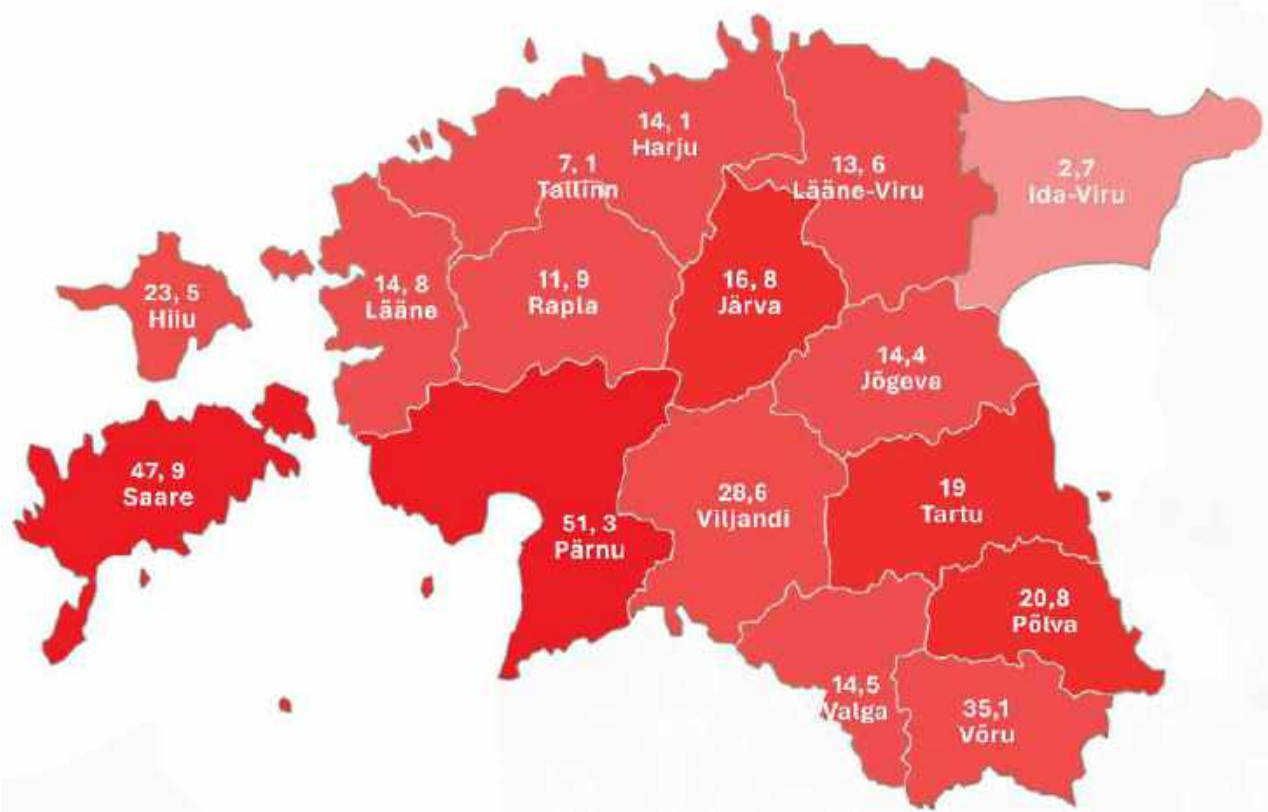 14, 1
Harju
7, 1
Tallinn
13, 6
Lääne-Viru
2,7
Ida-Viru
23, 5
Hiiu
14, 8
Lääne
11, 9
Rapla
16, 8
Järva
14,4
Jõgeva
47, 9
Saare
51, 3
Pärnu
28,6
Viljandi
19
Tartu
20,8
Põlva
14,5
Valga
35,1
Võru